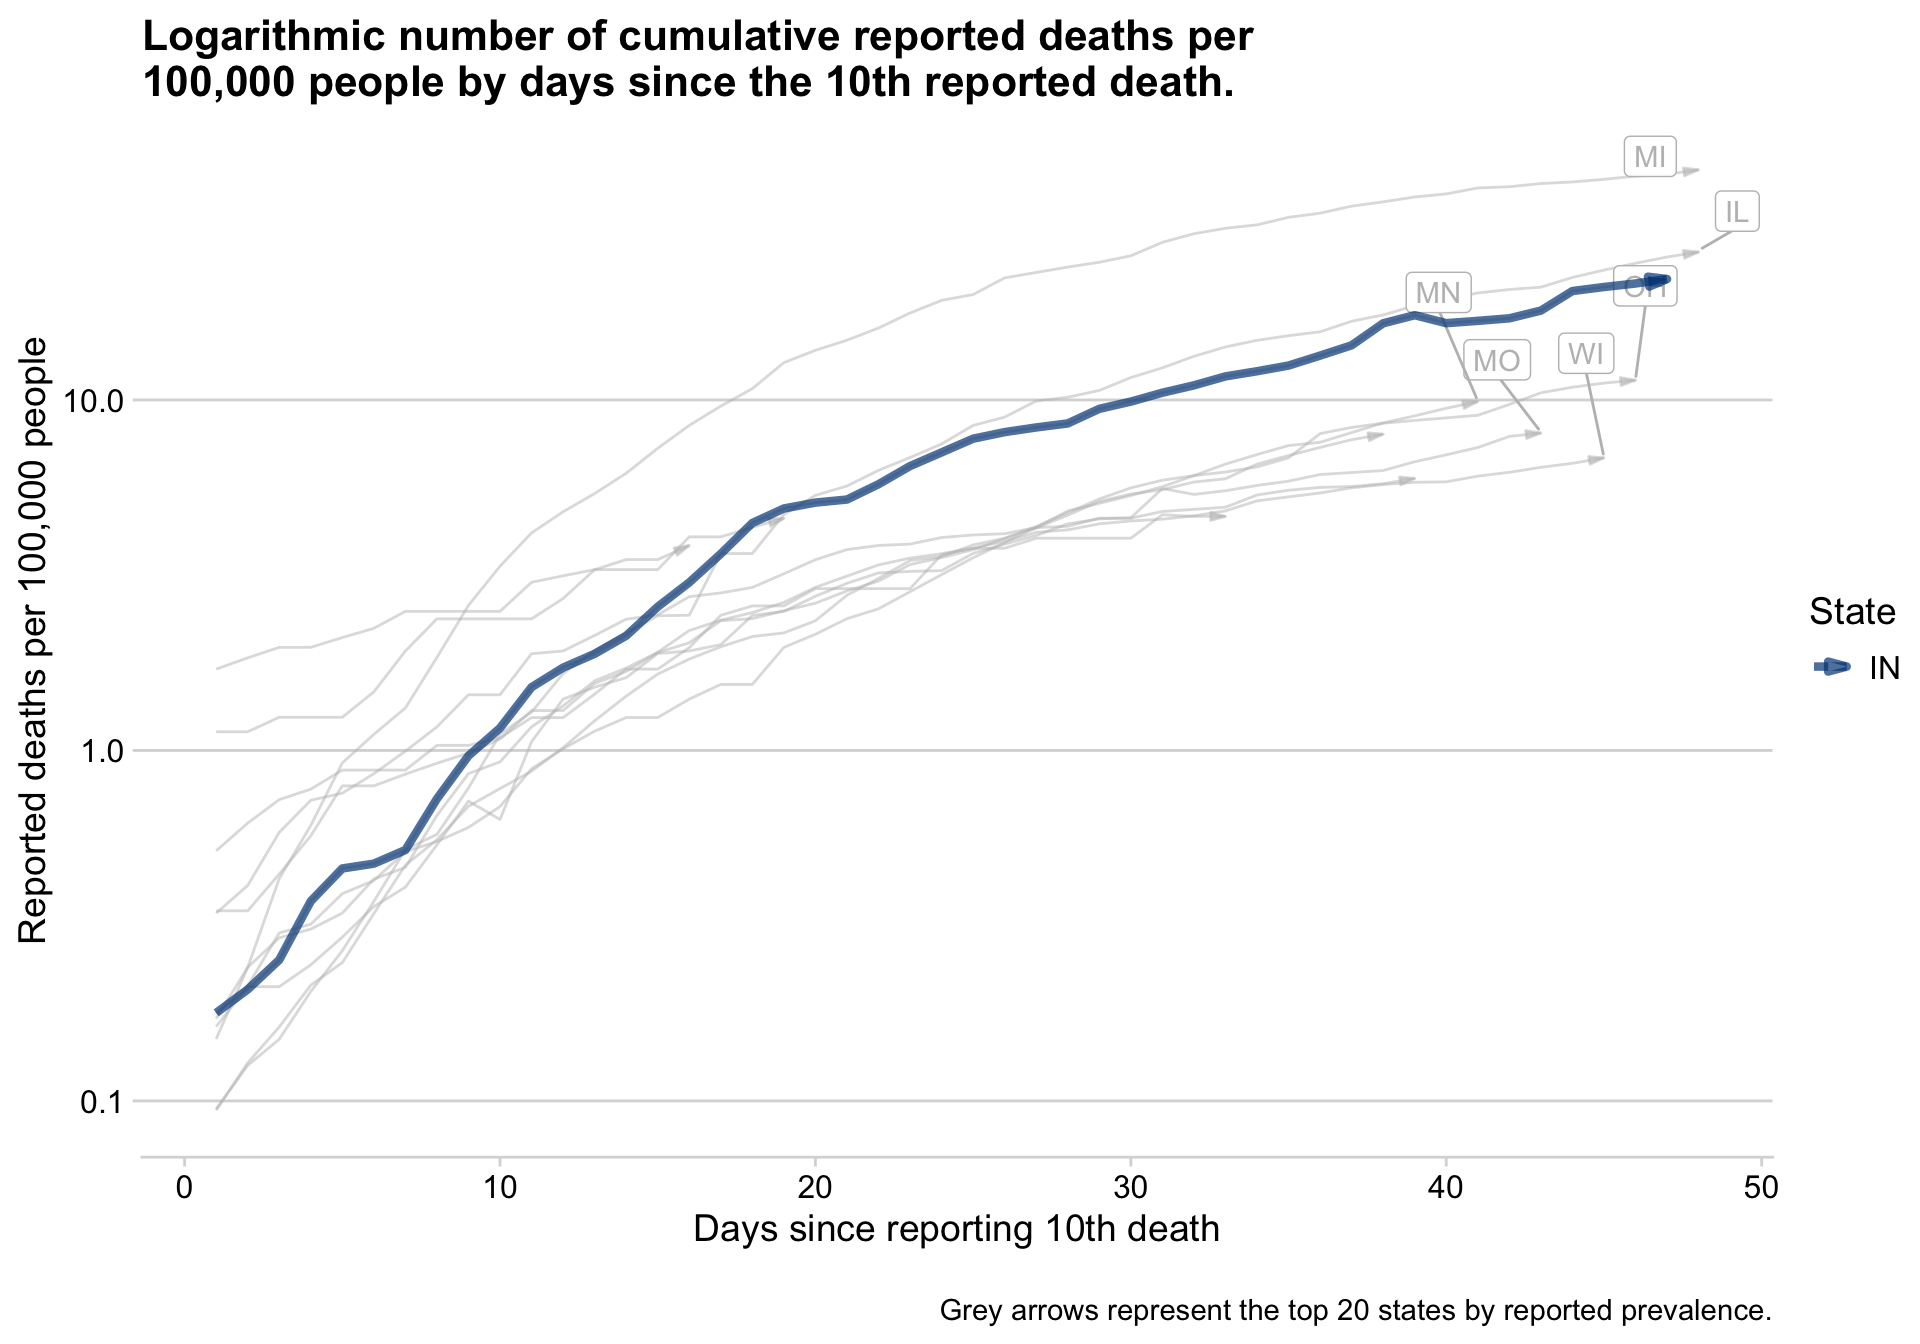 Logarithmic number of cumulative reported deaths per
100,000 people by days since the 10th reported death.
MI
IL
MN
OH
MO
WI
Reported deaths per 100,000 people
10.0
1.0
0.1
State
IN
0
10
20
30
40
50
Days since reporting 10th death
Grey arrows represent the top 20 states by reported prevalence.